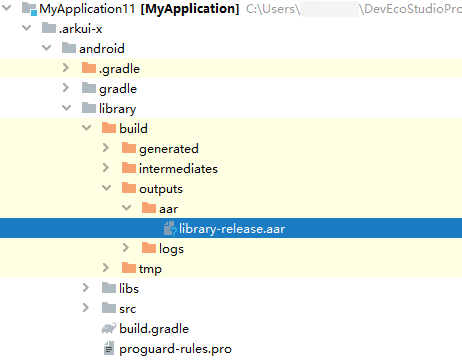 MyApplication11 [MyApplication] C:\Users\ \DevEcoStudioPro
.arkui-x
android
.gradle
gradle
library
build
generated
intermediates
outputs
aar
library-release.aar
logs
tmp
libs
src
build.gradle
proguard-rules.pro